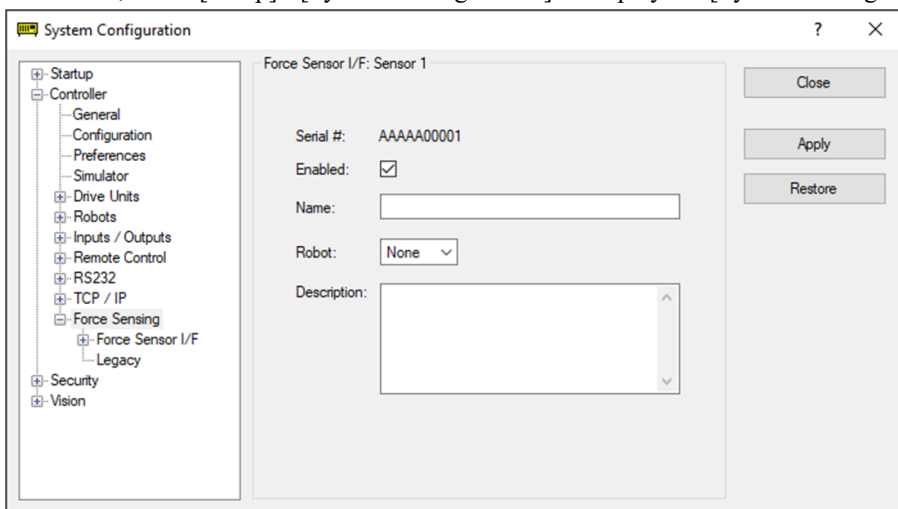 System Configuration ? ×
Startup
Controller
General
Configuration
Preferences
Simulator
Drive Units
Robots
Inputs / Outputs
Remote Control
RS232
TCP / IP
Force Sensing
Force Sensor I/F
Legacy
Security
Vision
Force Sensor I/F: Sensor 1
Serial #: AAAAA00001
Enabled:
Name:
Robot: None
Description:
Close
Apply
Restore